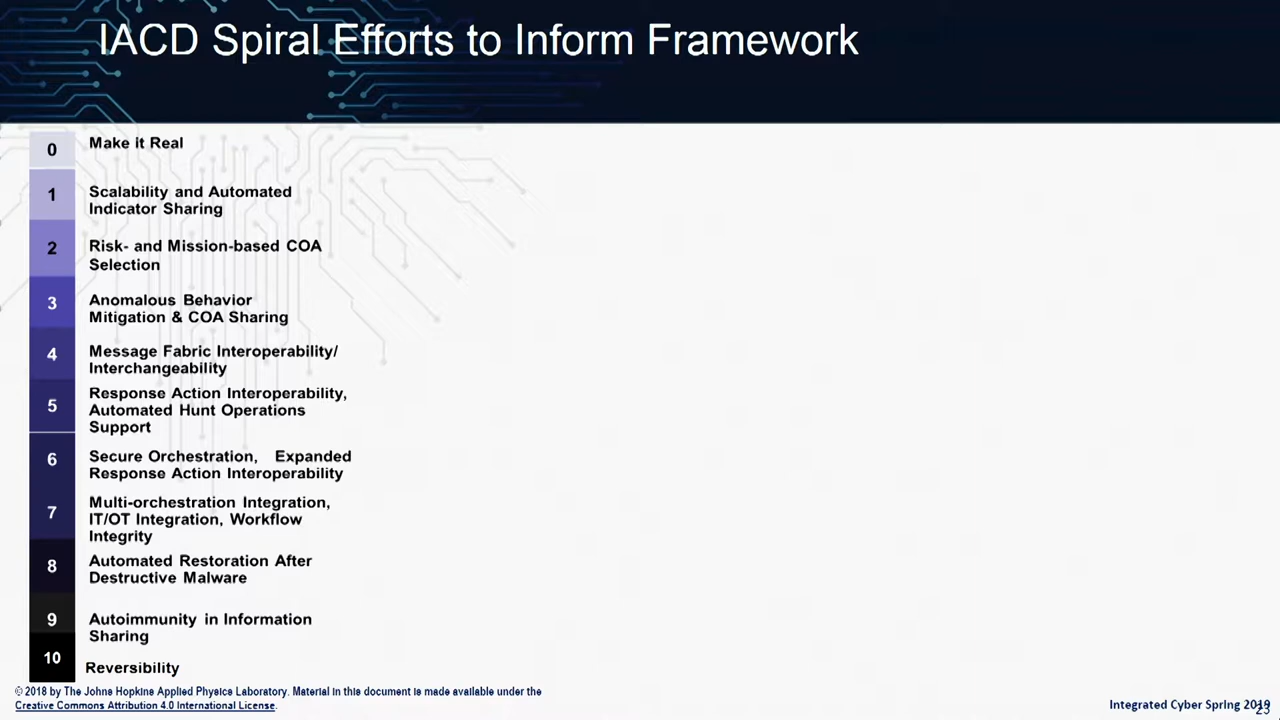 IACD Spiral Efforts to Inform Framework
0 Make it Real
1 Scalability and Automated
Indicator Sharing
2 Risk- and Mission-based COA
Selection
3 Anomalous Behavior
Mitigation & COA Sharing
4 Message Fabric Interoperability/
Interchangeability
5 Response Action Interoperability,
Automated Hunt Operations
Support
6 Secure Orchestration, Expanded
Response Action Interoperability
7 Multi-orchestration Integration,
IT/OT Integration, Workflow
Integrity
8 Automated Restoration After
Destructive Malware
9 Autoimmunity in Information
Sharing
10 Reversibility
© 2018 by The Johns Hopkins Applied Physics Laboratory. Material in this document is made available under the
Creative Commons Attribution 4.0 International License.
Integrated Cyber Spring 2019
23